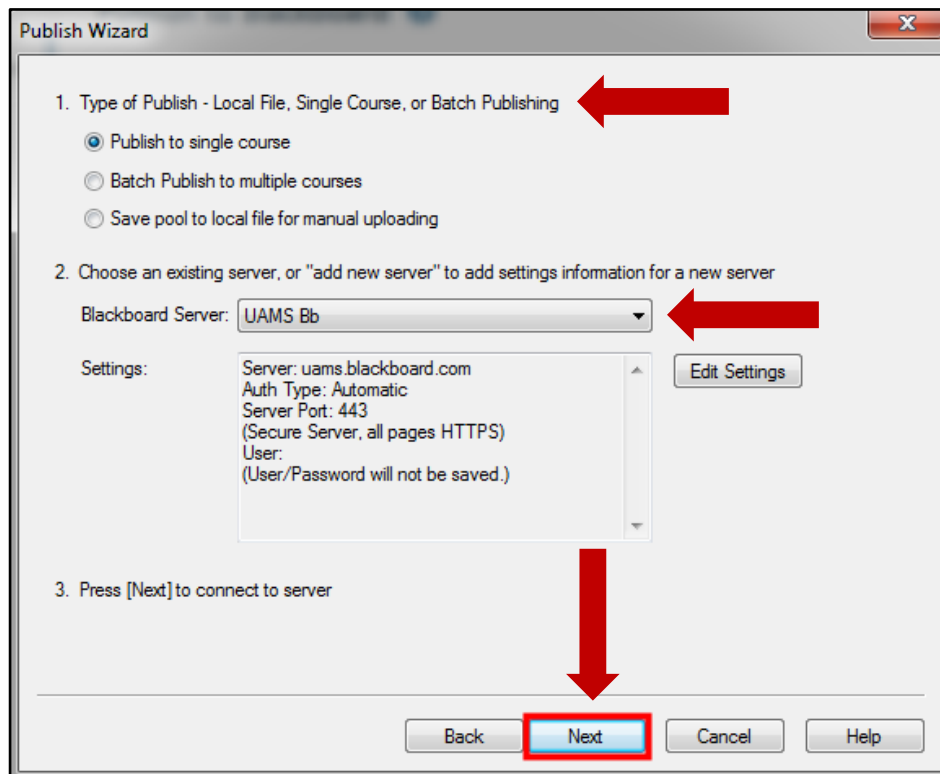 Publish Wizard
1. Type of Publish - Local File, Single Course, or Batch Publishing
Publish to single course
Batch Publish to multiple courses
Save pool to local file for manual uploading
2. Choose an existing server, or "add new server" to add settings information for a new server
Blackboard Server: UAMS Bb
Settings:
Server: uams.blackboard.com
Auth Type: Automatic
Server Port: 443
(Secure Server, all pages HTTPS)
User:
(User/Password will not be saved.)
Edit Settings
3. Press [Next] to connect to server
Back Next Cancel Help